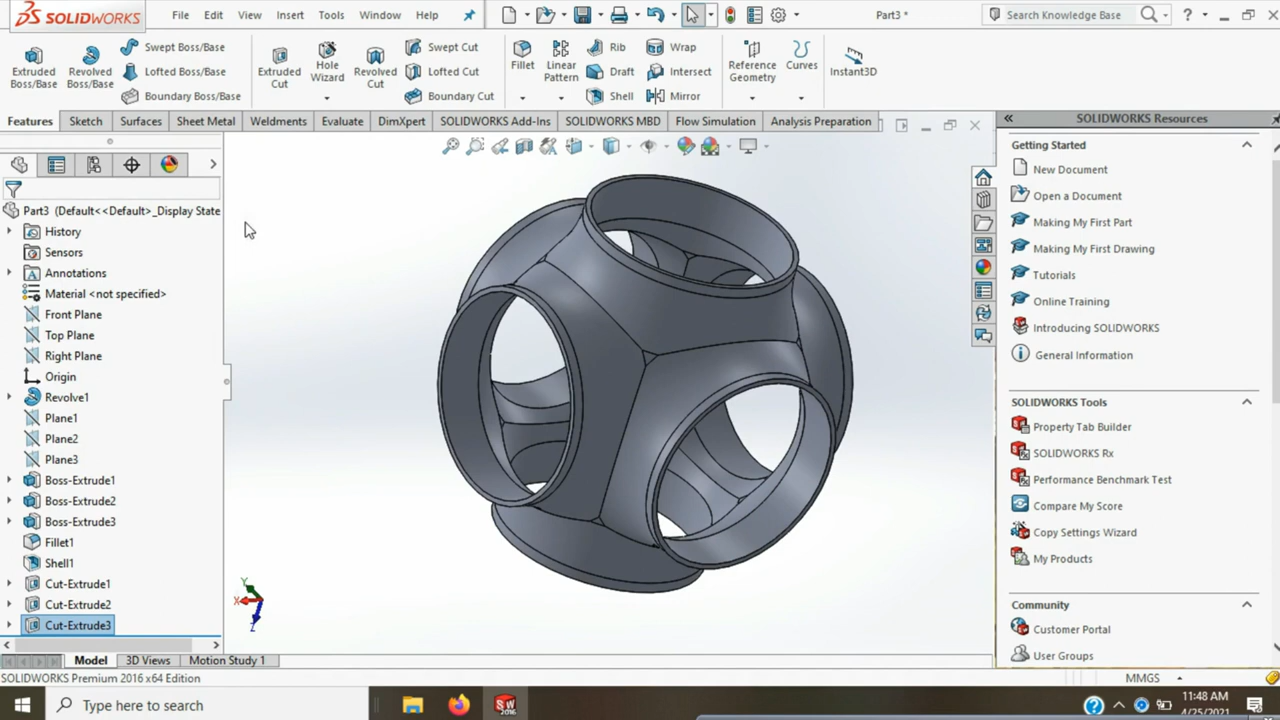 SOLIDWORKS File Edit View Insert Tools Window Help Part3 * Search Knowledge Base ?
Extruded Boss/Base
Revolved Boss/Base
Swept Boss/Base
Lofted Boss/Base
Boundary Boss/Base
Extruded Cut
Hole Wizard
Revolved Cut
Swept Cut
Lofted Cut
Boundary Cut
Fillet
Linear Pattern
Rib
Draft
Shell
Wrap
Intersect
Mirror
Reference Geometry
Curves
Instant3D
Features Sketch Surfaces Sheet Metal Weldments Evaluate DimXpert SOLIDWORKS Add-Ins SOLIDWORKS MBD Flow Simulation Analysis Preparation
Part3 (Default<<Default>_Display State
History
Sensors
Annotations
Material <not specified>
Front Plane
Top Plane
Right Plane
Origin
Revolve1
Plane1
Plane2
Plane3
Boss-Extrude1
Boss-Extrude2
Boss-Extrude3
Fillet1
Shell1
Cut-Extrude1
Cut-Extrude2
Cut-Extrude3
Y
X
Z
SOLIDWORKS Resources
Getting Started
New Document
Open a Document
Making My First Part
Making My First Drawing
Tutorials
Online Training
Introducing SOLIDWORKS
General Information
SOLIDWORKS Tools
Property Tab Builder
SOLIDWORKS Rx
Performance Benchmark Test
Compare My Score
Copy Settings Wizard
My Products
Community
Customer Portal
User Groups
Model 3D Views Motion Study 1
SOLIDWORKS Premium 2016 x64 Edition MMGS
Type here to search
SW 2016
11:48 AM
4/25/2021